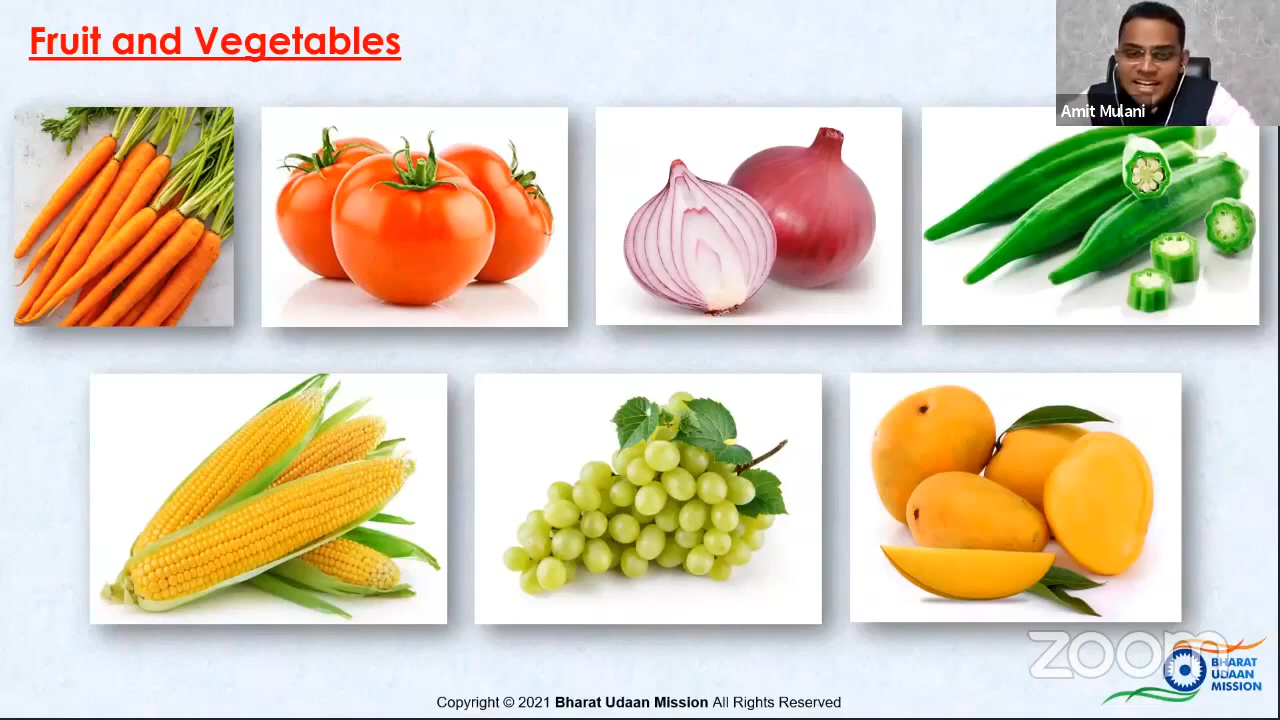 Fruit and Vegetables
Amit Mulani
zoom
BHARAT
UDAAN
MISSION
Copyright © 2021 Bharat Udaan Mission All Rights Reserved